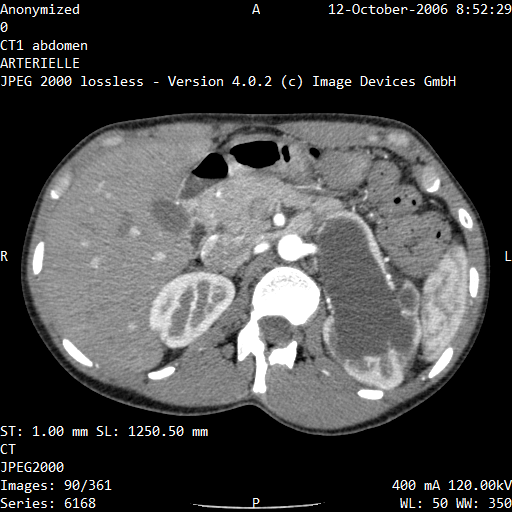 Anonymized A 12-October-2006 8:52:29
0
CT1 abdomen
ARTERIELLE
JPEG 2000 lossless - Version 4.0.2 (c) Image Devices GmbH
R L
ST: 1.00 mm SL: 1250.50 mm
CT
JPEG2000
Images: 90/361 400 mA 120.00kV
Series: 6168 P WL: 50 WW: 350